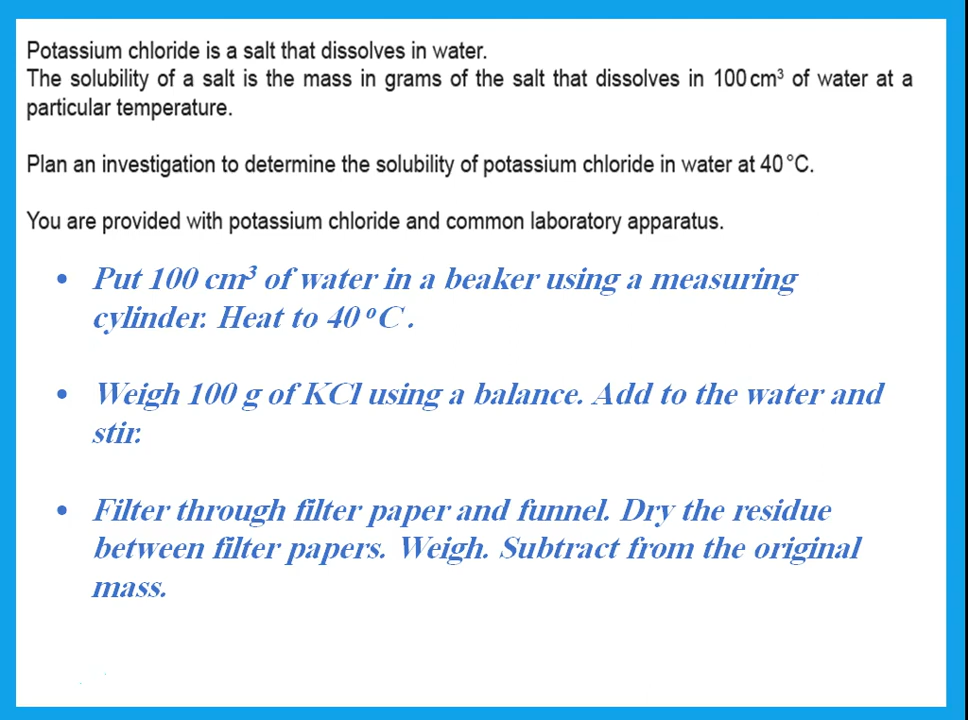 Potassium chloride is a salt that dissolves in water.
The solubility of a salt is the mass in grams of the salt that dissolves in 100 cm³ of water at a
particular temperature.
Plan an investigation to determine the solubility of potassium chloride in water at 40 °C.
You are provided with potassium chloride and common laboratory apparatus.
• Put 100 cm³ of water in a beaker using a measuring
cylinder. Heat to 40 ᵒC .
• Weigh 100 g of KCl using a balance. Add to the water and
stir.
• Filter through filter paper and funnel. Dry the residue
between filter papers. Weigh. Subtract from the original
mass.